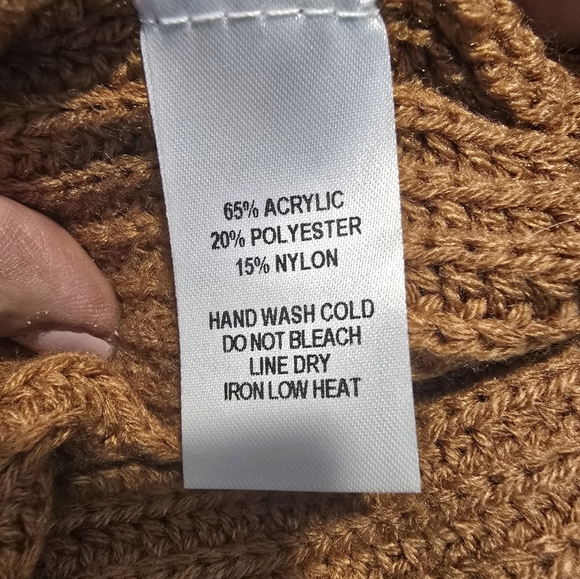 65% ACRYLIC
20% POLYESTER
15% NYLON
HAND WASH COLD
DO NOT BLEACH
LINE DRY
IRON LOW HEAT